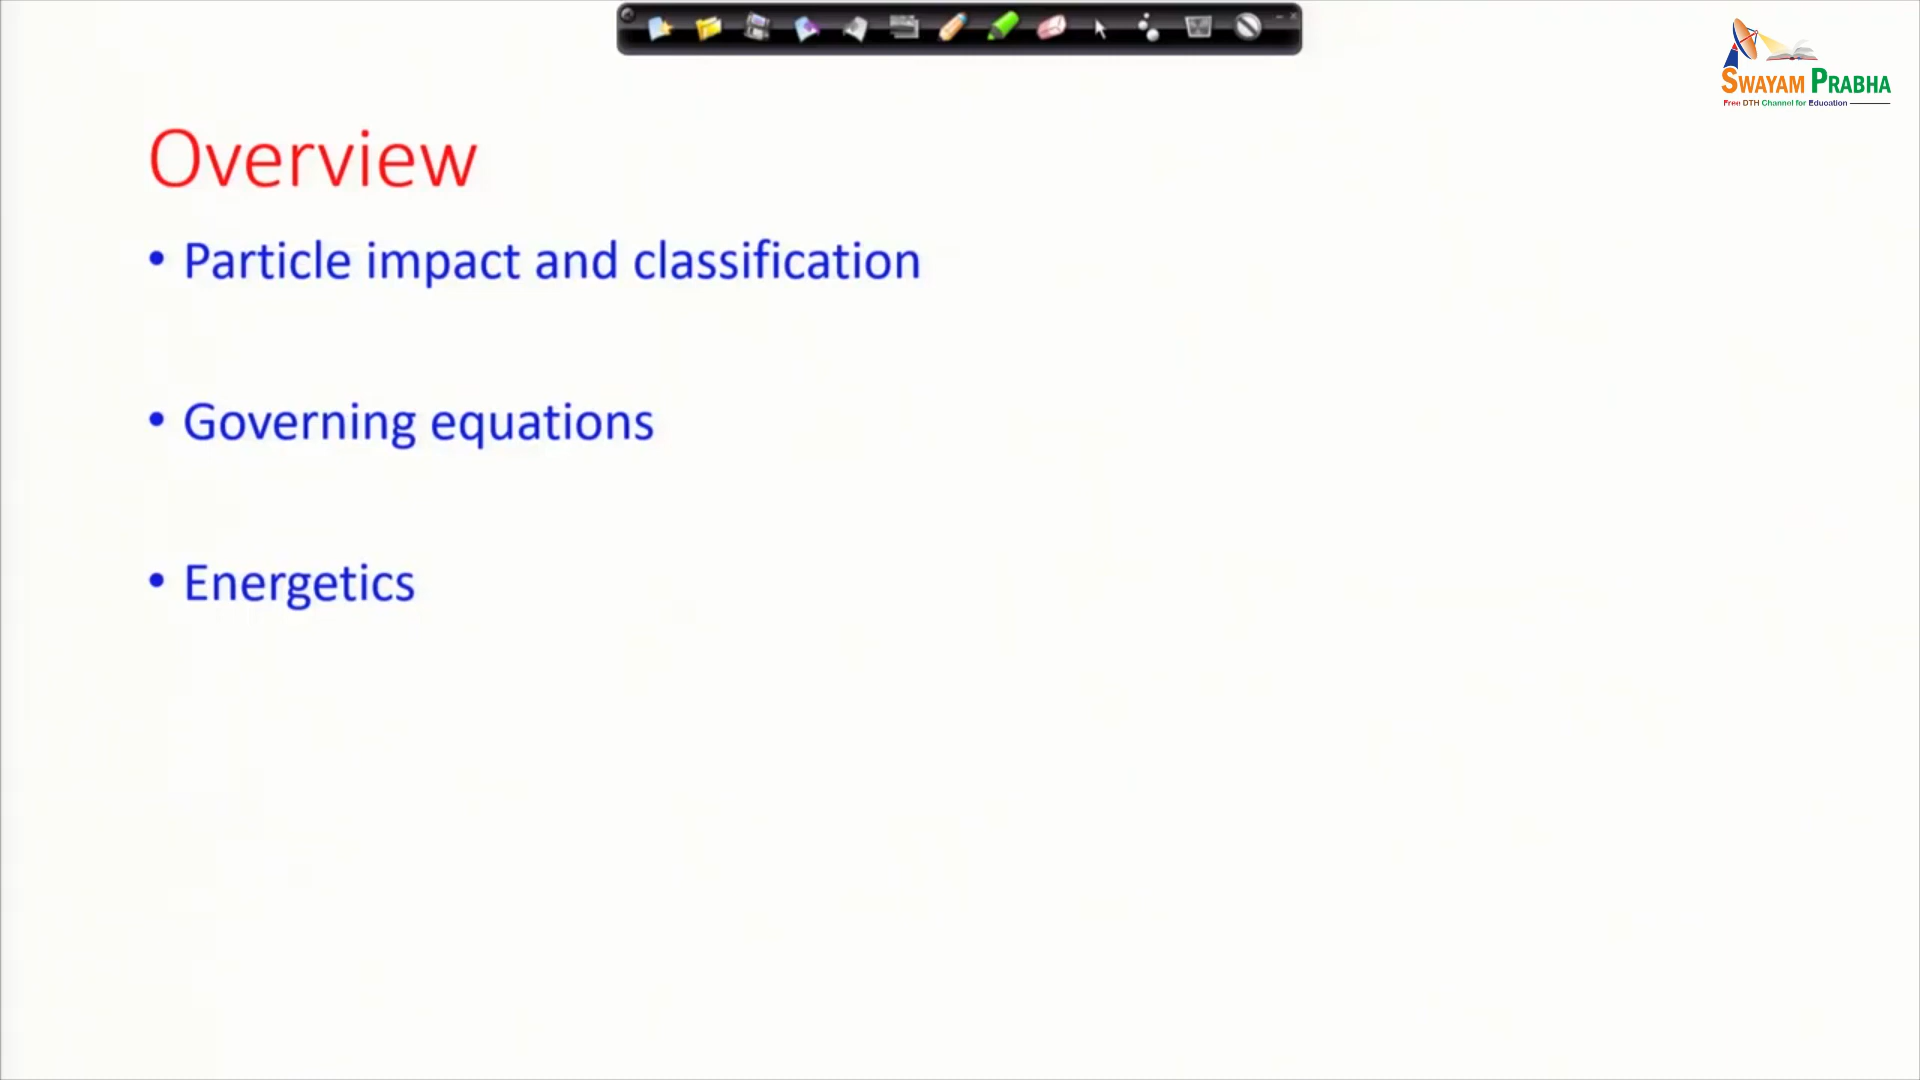 SWAYAM PRABHA
Free DTH Channel for Education
Overview
• Particle impact and classification
• Governing equations
• Energetics